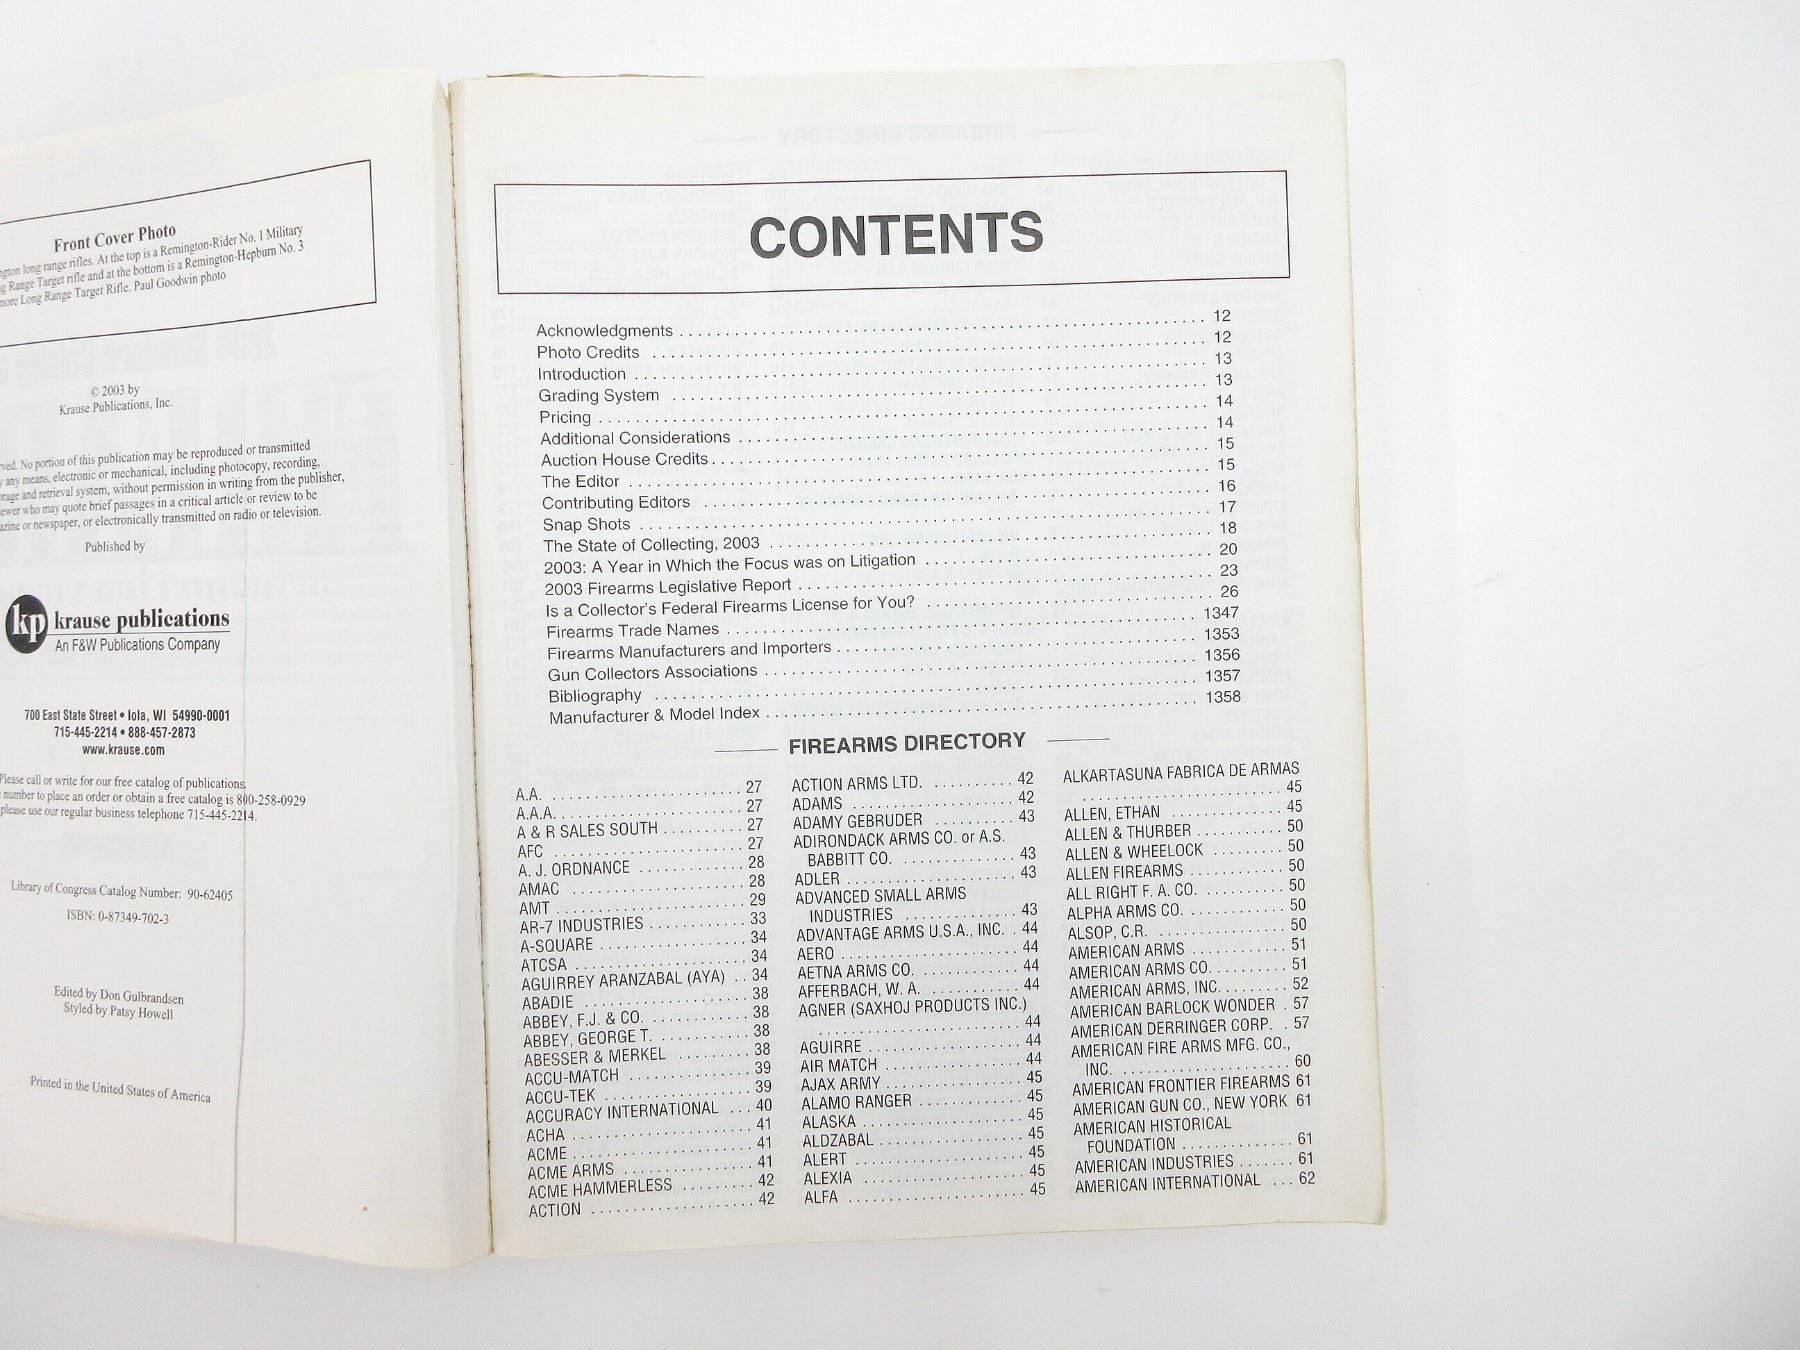 Front Cover Photo
long range rifles. At the top is a Remington-Rider No. 1 Military
Range Target rifle and at the bottom is a Remington-Hepburn No. 3
Long Range Target Rifle. Paul Goodwin photo
© 2003 by
Krause Publications, Inc.
No portion of this publication may be reproduced or transmitted
any means, electronic or mechanical, including photocopy, recording,
and retrieval system, without permission in writing from the publisher,
who may quote brief passages in a critical article or review to be
or newspaper, or electronically transmitted on radio or television.
Published by
kp krause publications
An F&W Publications Company
700 East State Street • Iola, WI 54990-0001
715-445-2214 • 888-457-2873
www.krause.com
Please call or write for our free catalog of publications.
number to place an order or obtain a free catalog is 800-258-0929
please use our regular business telephone 715-445-2214.
Library of Congress Catalog Number: 90-62405
ISBN: 0-87349-702-3
Edited by Don Gulbrandsen
Styled by Patsy Howell
Printed in the United States of America
CONTENTS
Acknowledgments 12
Photo Credits 12
Introduction 13
Grading System 13
Pricing 14
Additional Considerations 14
Auction House Credits 15
The Editor 15
Contributing Editors 16
Snap Shots 17
The State of Collecting, 2003 18
2003: A Year in Which the Focus was on Litigation 20
2003 Firearms Legislative Report 23
Is a Collector's Federal Firearms License for You? 26
Firearms Trade Names 1347
Firearms Manufacturers and Importers 1353
Gun Collectors Associations 1356
Bibliography 1357
Manufacturer & Model Index 1358
FIREARMS DIRECTORY
A.A. 27
A.A.A. 27
A & R SALES SOUTH 27
AFC 27
A. J. ORDNANCE 28
AMAC 28
AMT 29
AR-7 INDUSTRIES 33
A-SQUARE 34
ATCSA 34
AGUIRREY ARANZABAL (AYA) 34
ABADIE 38
ABBEY, F.J. & CO. 38
ABBEY, GEORGE T. 38
ABESSER & MERKEL 38
ACCU-MATCH 39
ACCU-TEK 39
ACCURACY INTERNATIONAL 40
ACHA 41
ACME 41
ACME ARMS 41
ACME HAMMERLESS 42
ACTION 42
ACTION ARMS LTD. 42
ADAMS 42
ADAMY GEBRUDER 43
ADIRONDACK ARMS CO. or A.S.
BABBITT CO. 43
ADLER 43
ADVANCED SMALL ARMS
INDUSTRIES 43
ADVANTAGE ARMS U.S.A., INC. 44
AERO 44
AETNA ARMS CO. 44
AFFERBACH, W. A. 44
AGNER (SAXHOJ PRODUCTS INC.)
44
AGUIRRE 44
AIR MATCH 44
AJAX ARMY 45
ALAMO RANGER 45
ALASKA 45
ALDZABAL 45
ALERT 45
ALEXIA 45
ALFA 45
ALKARTASUNA FABRICA DE ARMAS
45
ALLEN, ETHAN 45
ALLEN & THURBER 50
ALLEN & WHEELOCK 50
ALLEN FIREARMS 50
ALL RIGHT F. A. CO. 50
ALPHA ARMS CO. 50
ALSOP, C.R. 50
AMERICAN ARMS 51
AMERICAN ARMS CO. 51
AMERICAN ARMS, INC. 52
AMERICAN BARLOCK WONDER 57
AMERICAN DERRINGER CORP. 57
AMERICAN FIRE ARMS MFG. CO.,
INC. 60
AMERICAN FRONTIER FIREARMS 61
AMERICAN GUN CO., NEW YORK 61
AMERICAN HISTORICAL
FOUNDATION 61
AMERICAN INDUSTRIES 61
AMERICAN INTERNATIONAL 62